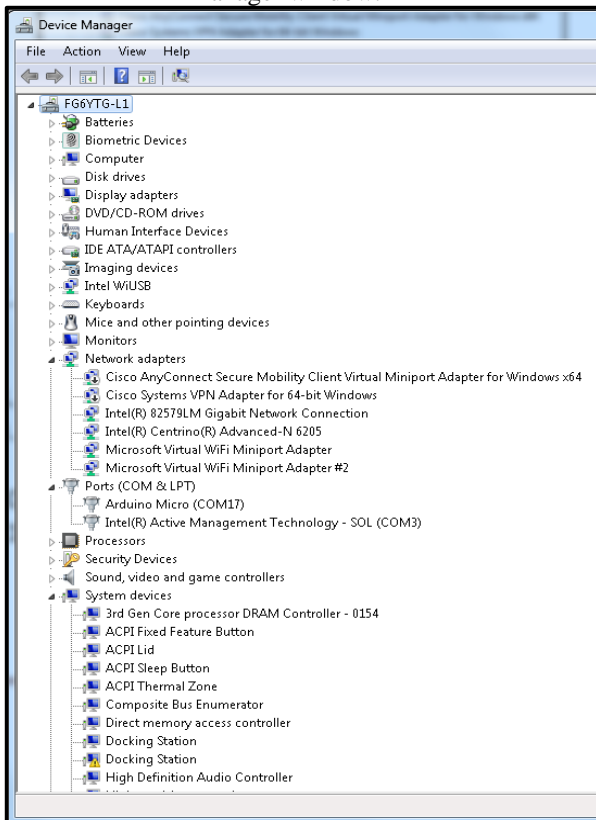 Device Manager
File Action View Help
FG6YTG-L1
Batteries
Biometric Devices
Computer
Disk drives
Display adapters
DVD/CD-ROM drives
Human Interface Devices
IDE ATA/ATAPI controllers
Imaging devices
Intel WiUSB
Keyboards
Mice and other pointing devices
Monitors
Network adapters
Cisco AnyConnect Secure Mobility Client Virtual Miniport Adapter for Windows x64
Cisco Systems VPN Adapter for 64-bit Windows
Intel(R) 82579LM Gigabit Network Connection
Intel(R) Centrino(R) Advanced-N 6205
Microsoft Virtual WiFi Miniport Adapter
Microsoft Virtual WiFi Miniport Adapter #2
Ports (COM & LPT)
Arduino Micro (COM17)
Intel(R) Active Management Technology - SOL (COM3)
Processors
Security Devices
Sound, video and game controllers
System devices
3rd Gen Core processor DRAM Controller - 0154
ACPI Fixed Feature Button
ACPI Lid
ACPI Sleep Button
ACPI Thermal Zone
Composite Bus Enumerator
Direct memory access controller
Docking Station
Docking Station
High Definition Audio Controller